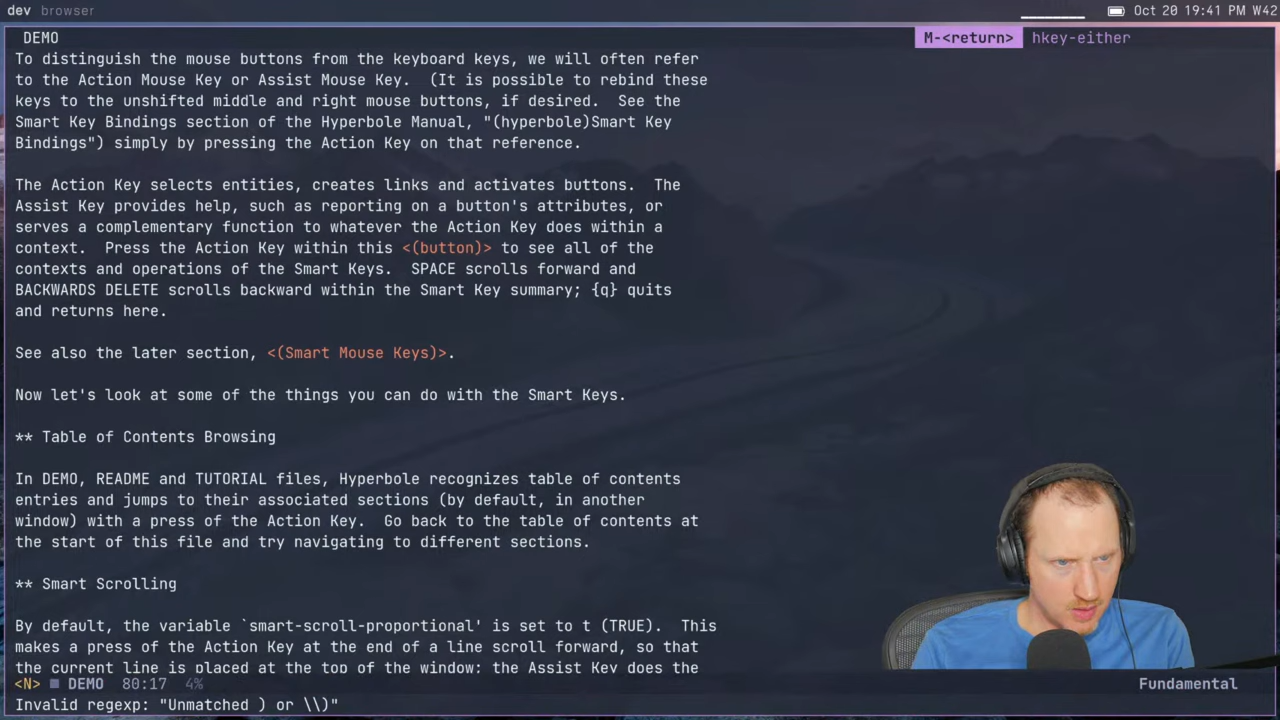 dev browser
Oct 20 19:41 PM W42
DEMO
M-<return> hkey-either
To distinguish the mouse buttons from the keyboard keys, we will often refer
to the Action Mouse Key or Assist Mouse Key.  (It is possible to rebind these
keys to the unshifted middle and right mouse buttons, if desired.  See the
Smart Key Bindings section of the Hyperbole Manual, "(hyperbole)Smart Key
Bindings") simply by pressing the Action Key on that reference.
The Action Key selects entities, creates links and activates buttons.  The
Assist Key provides help, such as reporting on a button's attributes, or
serves a complementary function to whatever the Action Key does within a
context.  Press the Action Key within this <(button)> to see all of the
contexts and operations of the Smart Keys.  SPACE scrolls forward and
BACKWARDS DELETE scrolls backward within the Smart Key summary; {q} quits
and returns here.
See also the later section, <(Smart Mouse Keys)>.
Now let's look at some of the things you can do with the Smart Keys.
** Table of Contents Browsing
In DEMO, README and TUTORIAL files, Hyperbole recognizes table of contents
entries and jumps to their associated sections (by default, in another
window) with a press of the Action Key.  Go back to the table of contents at
the start of this file and try navigating to different sections.
** Smart Scrolling
By default, the variable `smart-scroll-proportional' is set to t (TRUE).  This
makes a press of the Action Key at the end of a line scroll forward, so that
the current line is placed at the top of the window; the Assist Key does the
<N> DEMO 80:17 4%
Fundamental
Invalid regexp: "Unmatched ) or \\)"